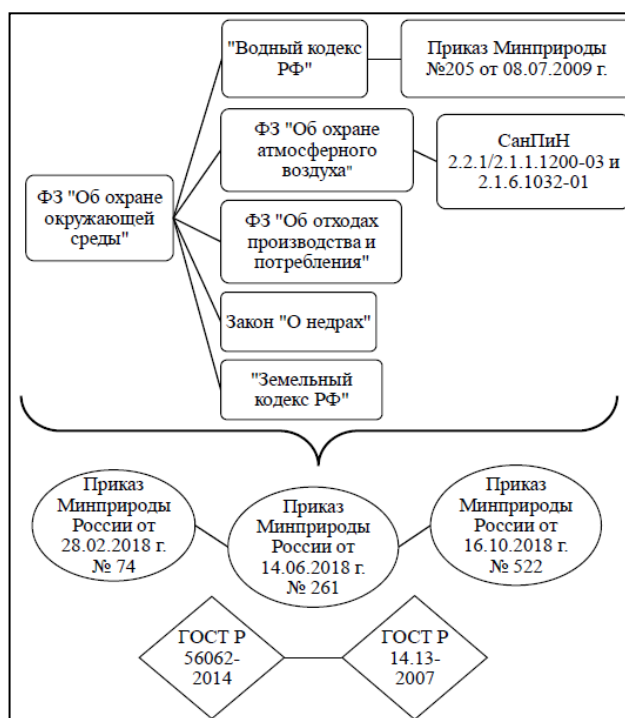 "Водный кодекс
РФ"
Приказ Минприроды
№205 от 08.07.2009 г.
ФЗ "Об охране
атмосферного
воздуха"
СанПиН
2.2.1/2.1.1.1200-03 и
2.1.6.1032-01
ФЗ "Об охране
окружающей
среды"
ФЗ "Об отходах
производства и
потребления"
Закон "О недрах"
"Земельный
кодекс РФ"
Приказ
Минприроды
России от
28.02.2018 г.
№ 74
Приказ
Минприроды
России от
14.06.2018 г.
№ 261
Приказ
Минприроды
России от
16.10.2018 г.
№ 522
ГОСТ Р
56062-
2014
ГОСТ Р
14.13-
2007